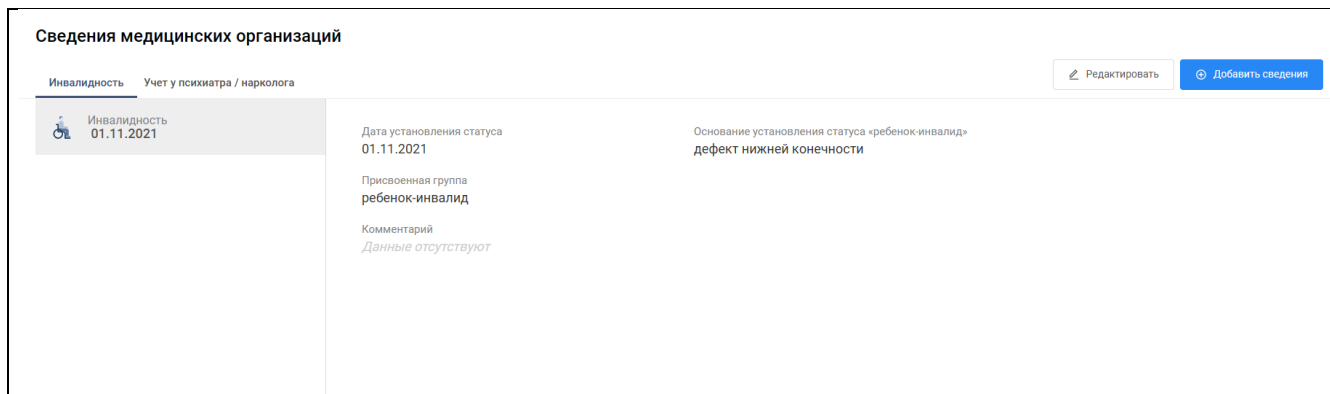 Сведения медицинских организаций
Инвалидность Учет у психиатра / нарколога
Редактировать Добавить сведения
Инвалидность
01.11.2021
Дата установления статуса
01.11.2021
Основание установления статуса «ребенок-инвалид»
дефект нижней конечности
Присвоенная группа
ребенок-инвалид
Комментарий
Данные отсутствуют